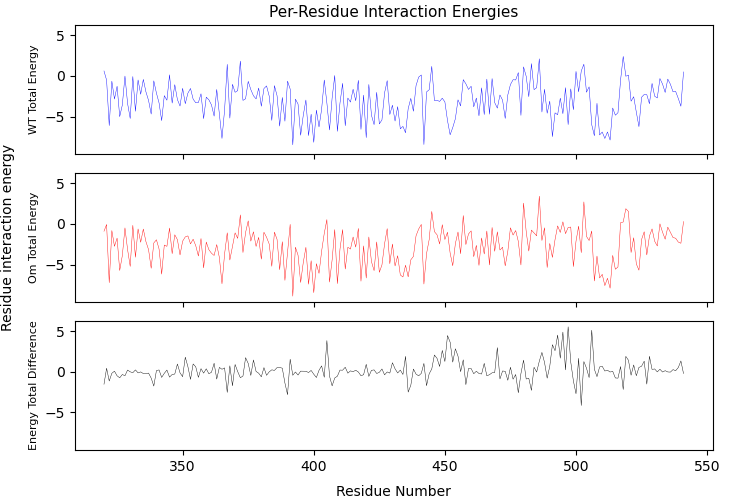 Per-Residue Interaction Energies
Residue interaction energy
WT Total Energy
5
0
−5
Om Total Energy
5
0
−5
Energy Total Difference
5
0
−5
350 400 450 500 550
Residue Number